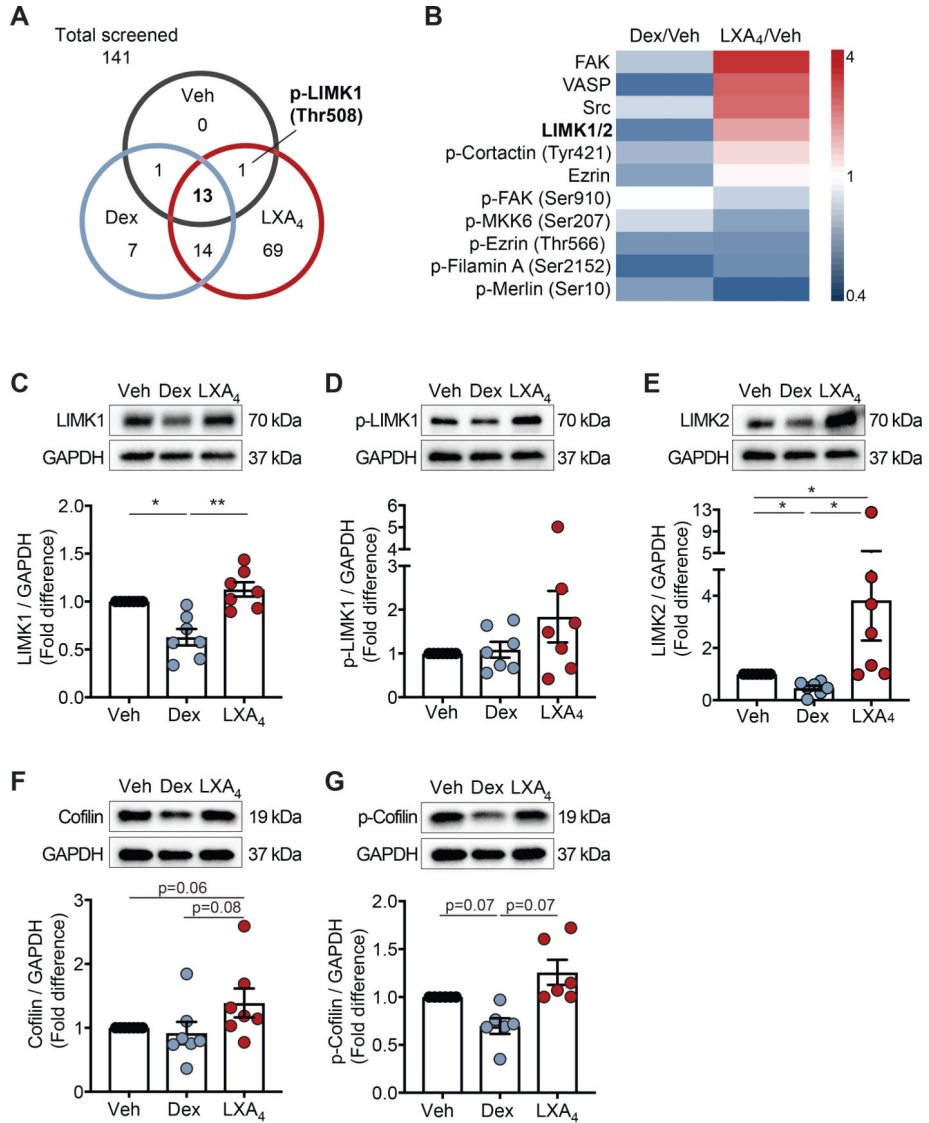 A
Total screened
141
Veh
0
p-LIMK1
(Thr508)
1
1
13
Dex
LXA4
7
14
69
B
Dex/Veh LXA4/Veh
FAK
VASP
Src
LIMK1/2
p-Cortactin (Tyr421)
Ezrin
p-FAK (Ser910)
p-MKK6 (Ser207)
p-Ezrin (Thr566)
p-Filamin A (Ser2152)
p-Merlin (Ser10)
4
1
0.4
C
Veh Dex LXA4
LIMK1 70 kDa
GAPDH 37 kDa
LIMK1 / GAPDH
(Fold difference)
2.0
1.5
1.0
0.5
0.0
* **
Veh Dex LXA4
D
Veh Dex LXA4
p-LIMK1 70 kDa
GAPDH 37 kDa
p-LIMK1 / GAPDH
(Fold difference)
6
5
4
2
1
0
Veh Dex LXA4
E
Veh Dex LXA4
LIMK2 70 kDa
GAPDH 37 kDa
LIMK2 / GAPDH
(Fold difference)
13
9
5
4
2
0
*
* *
Veh Dex LXA4
F
Veh Dex LXA4
Cofilin 19 kDa
GAPDH 37 kDa
Cofilin / GAPDH
(Fold difference)
3
2
1
0
p=0.06
p=0.08
Veh Dex LXA4
G
Veh Dex LXA4
p-Cofilin 19 kDa
GAPDH 37 kDa
p-Cofilin / GAPDH
(Fold difference)
2.0
1.5
1.0
0.5
0.0
p=0.07 p=0.07
Veh Dex LXA4